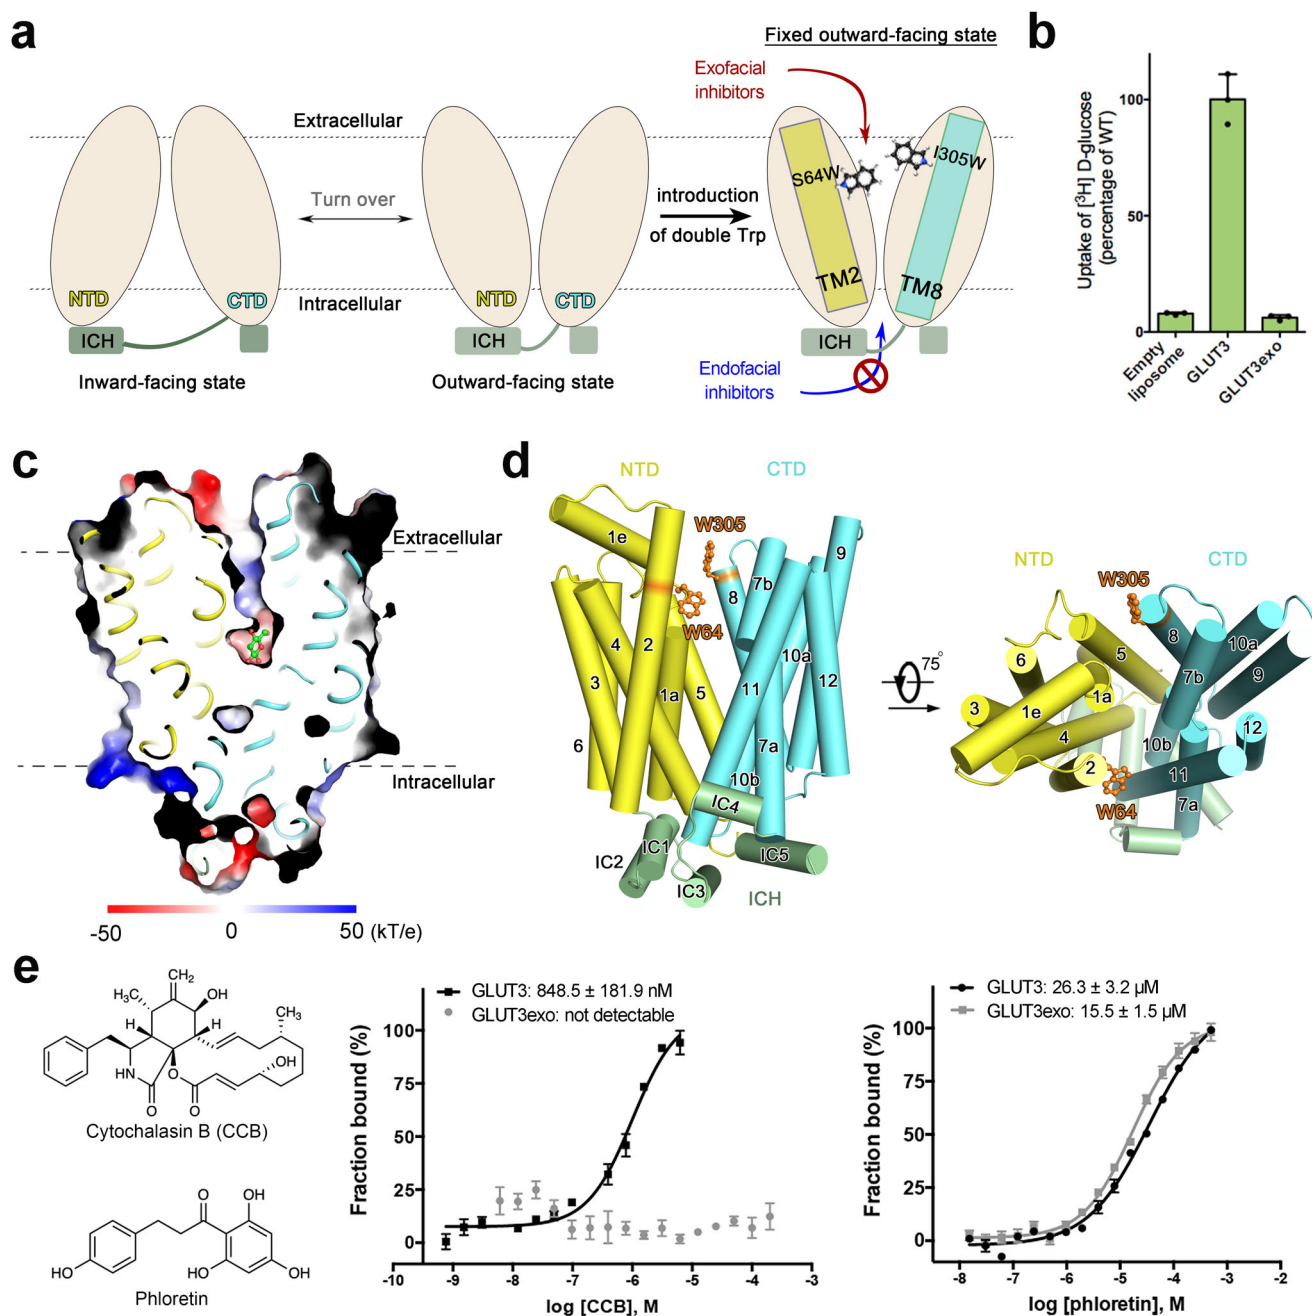 a
Fixed outward-facing state
Exofacial
inhibitors
Extracellular
Turn over
introduction
of double Trp
S64W
I305W
TM2
TM8
NTD
CTD
NTD
CTD
Intracellular
ICH
ICH
ICH
Inward-facing state
Outward-facing state
Endofacial
inhibitors
b
Uptake of [³H] D-glucose
(percentage of WT)
100
50
0
Empty
liposome
GLUT3
GLUT3exo
c
Extracellular
Intracellular
-50
0
50 (kT/e)
d
NTD
CTD
W305
1e
9
7b
8
W64
4
2
10a
3
1a
5
11
12
6
7a
10b
IC4
IC1
IC2
IC5
IC3
ICH
75°
NTD
CTD
W305
8
10a
5
6
7b
9
1a
3
1e
4
10b
12
2
11
W64
7a
e
CH₂
H₃C
OH
H
H
CH₃
OH
HN
O
O
O
Cytochalasin B (CCB)
O
OH
HO
HO
OH
Phloretin
GLUT3: 848.5 ± 181.9 nM
GLUT3exo: not detectable
Fraction bound (%)
100
75
50
25
0
-10
-9
-8
-7
-6
-5
-4
-3
log [CCB], M
GLUT3: 26.3 ± 3.2 µM
GLUT3exo: 15.5 ± 1.5 µM
Fraction bound (%)
100
75
50
25
0
-8
-7
-6
-5
-4
-3
-2
log [phloretin], M